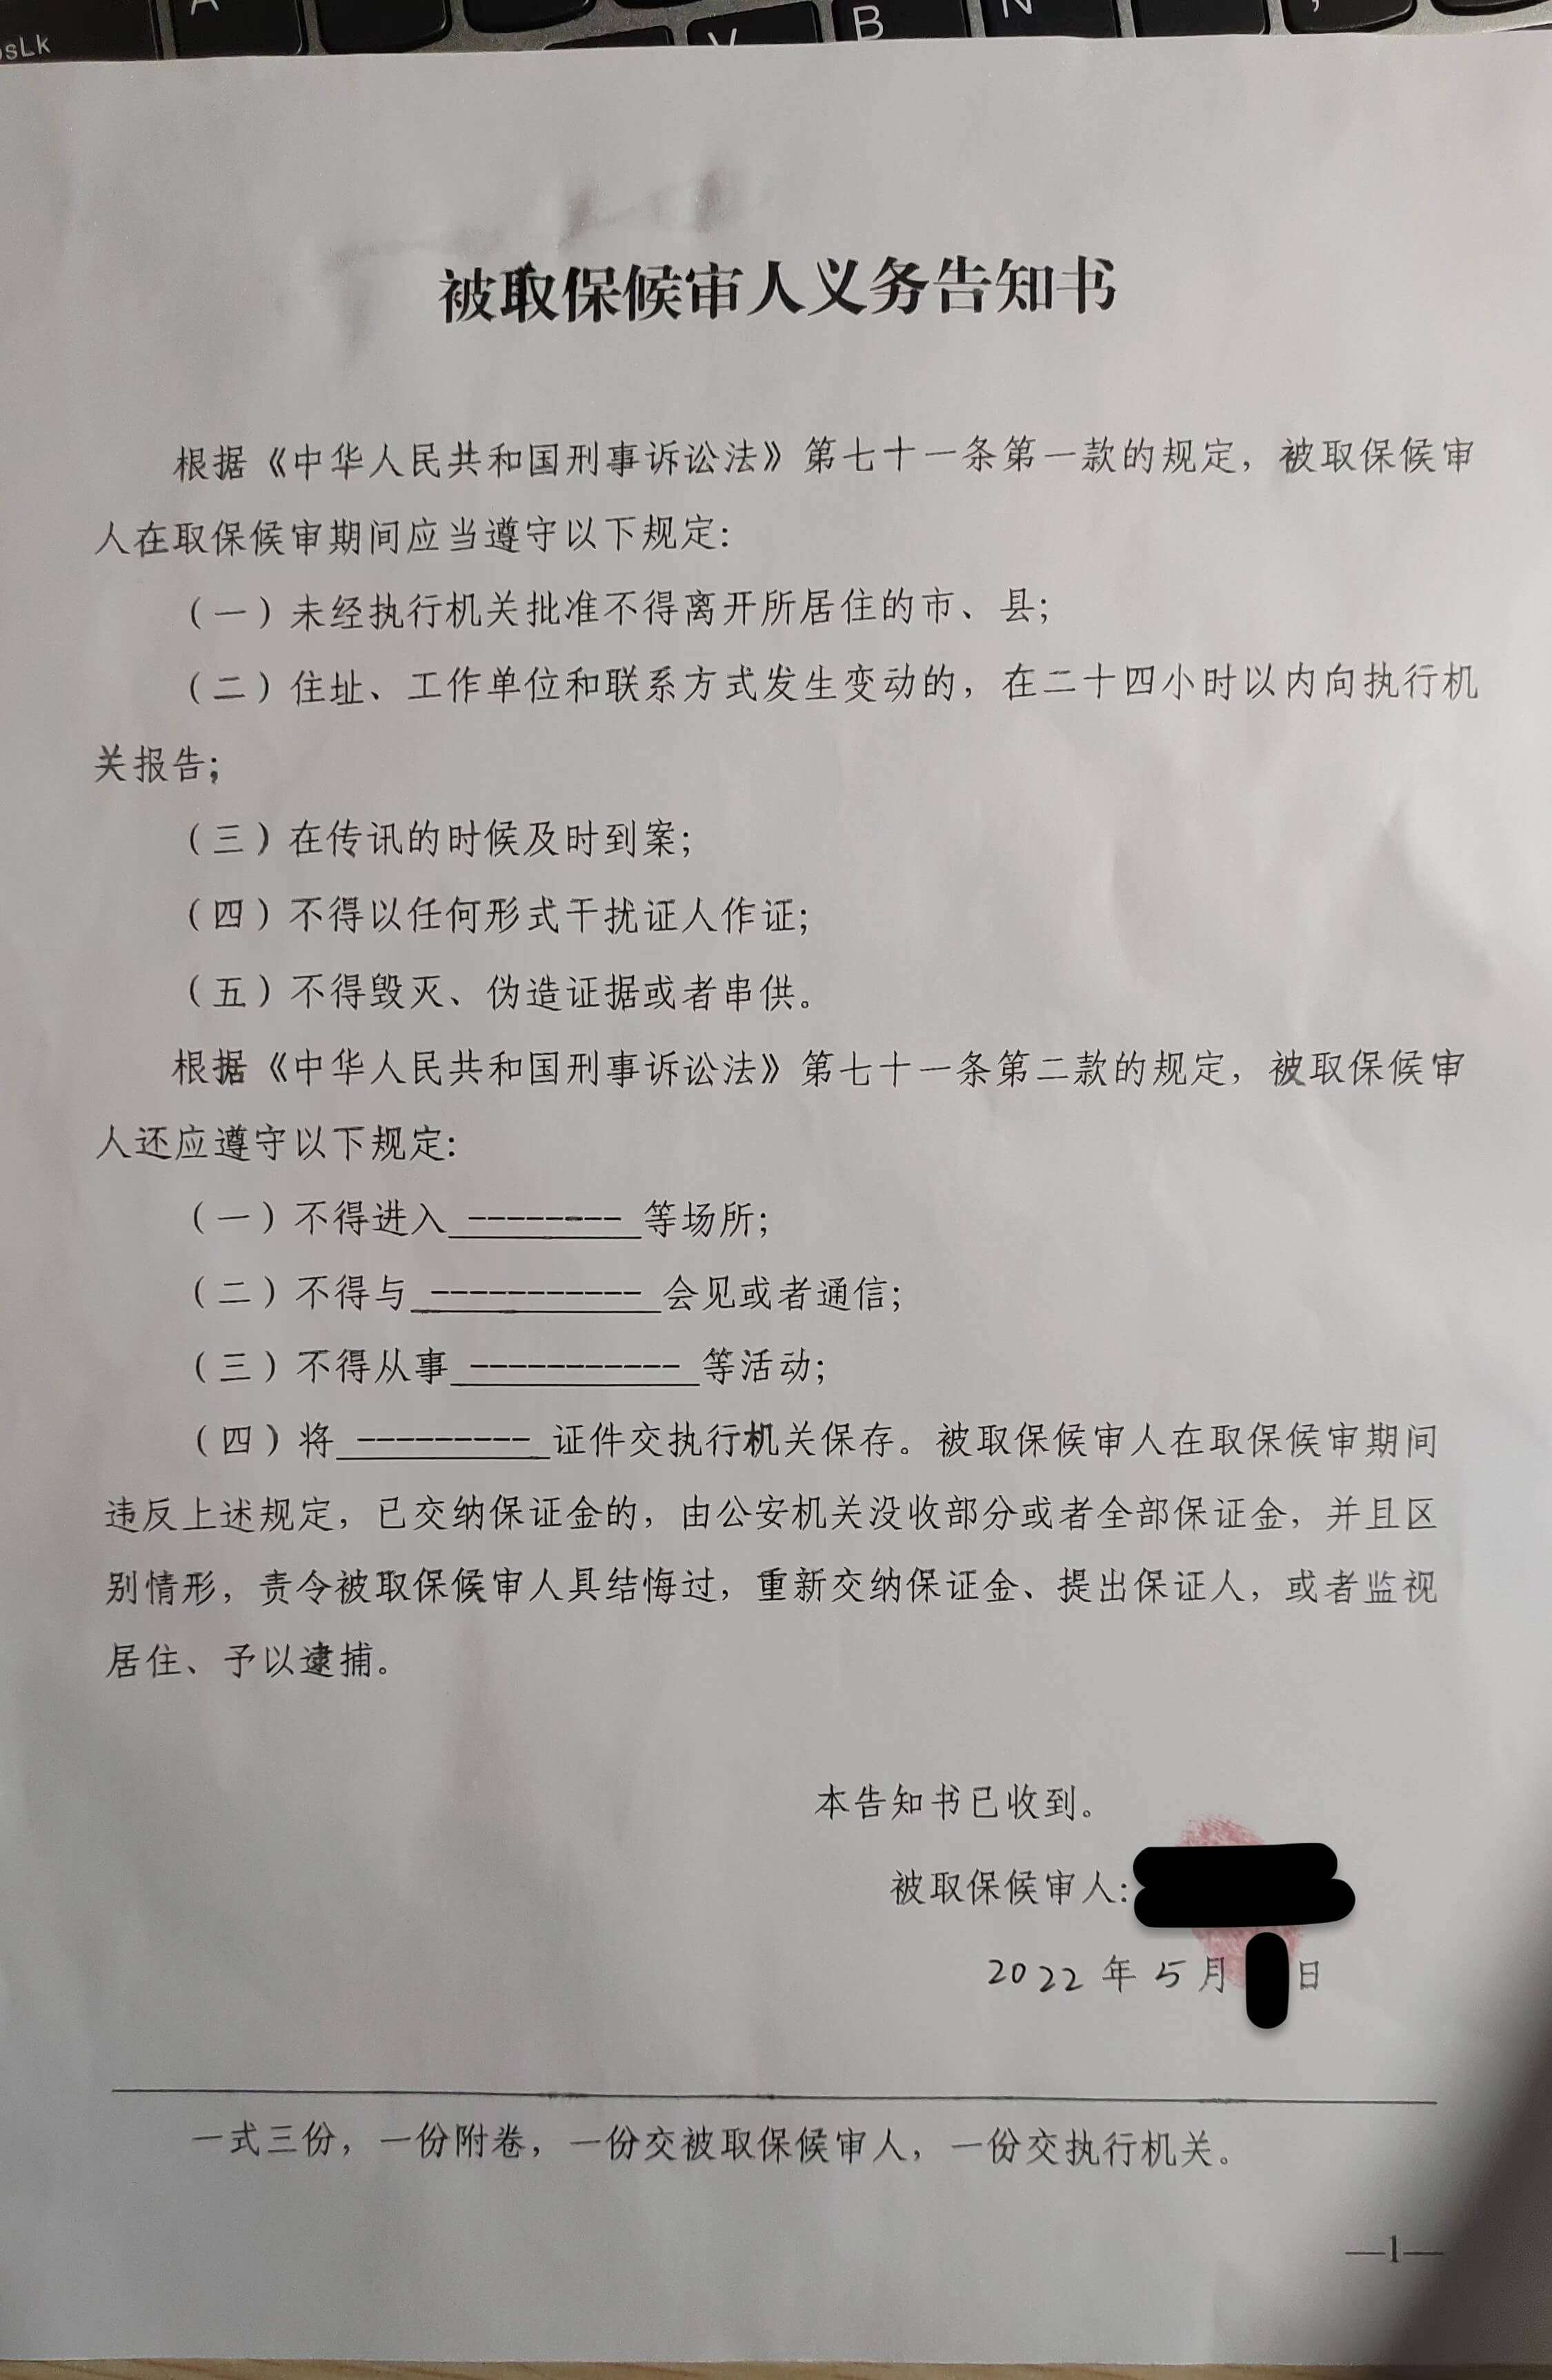 PsLk
A
V
B
N
被取保候审人义务告知书
根据《中华人民共和国刑事诉讼法》第七十一条第一款的规定，被取保候审
人在取保候审期间应当遵守以下规定：
（一）未经执行机关批准不得离开所居住的市、县；
（二）住址、工作单位和联系方式发生变动的，在二十四小时以内向执行机
关报告；
（三）在传讯的时候及时到案；
（四）不得以任何形式干扰证人作证；
（五）不得毁灭、伪造证据或者串供。
根据《中华人民共和国刑事诉讼法》第七十一条第二款的规定，被取保候审
人还应遵守以下规定：
（一）不得进入 -------- 等场所；
（二）不得与 ----------- 会见或者通信；
（三）不得从事 ----------- 等活动；
（四）将 --------- 证件交执行机关保存。被取保候审人在取保候审期间
违反上述规定，已交纳保证金的，由公安机关没收部分或者全部保证金，并且区
别情形，责令被取保候审人具结悔过，重新交纳保证金、提出保证人，或者监视
居住、予以逮捕。
本告知书已收到。
被取保候审人：
2022 年 5 月 日
一式三份，一份附卷，一份交被取保候审人，一份交执行机关。
—1—